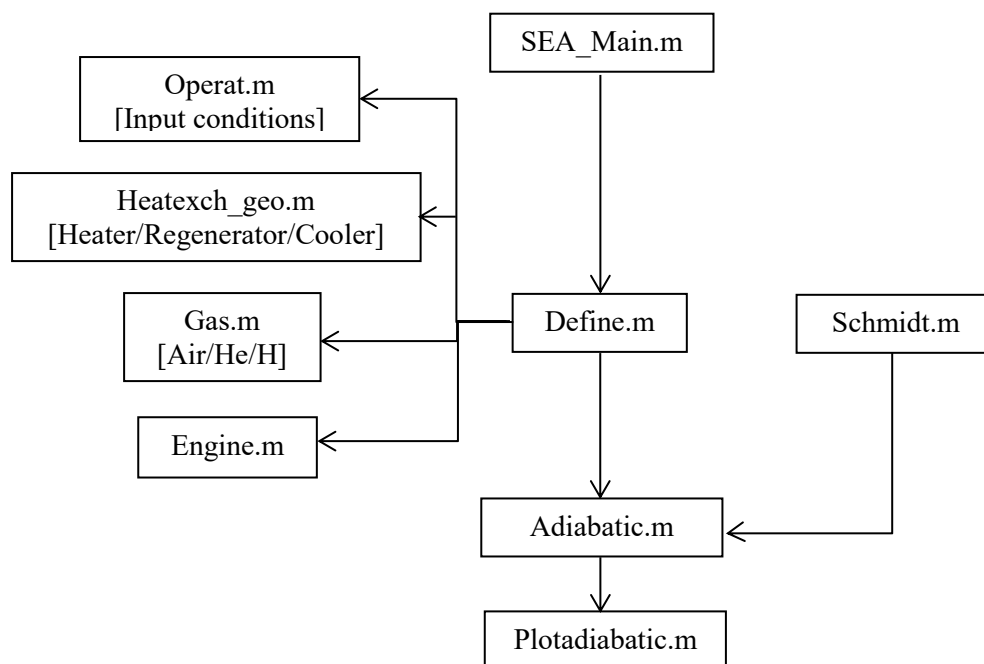 SEA_Main.m
Operat.m
[Input conditions]
Heatexch_geo.m
[Heater/Regenerator/Cooler]
Gas.m
[Air/He/H]
Define.m
Schmidt.m
Engine.m
Adiabatic.m
Plotadiabatic.m